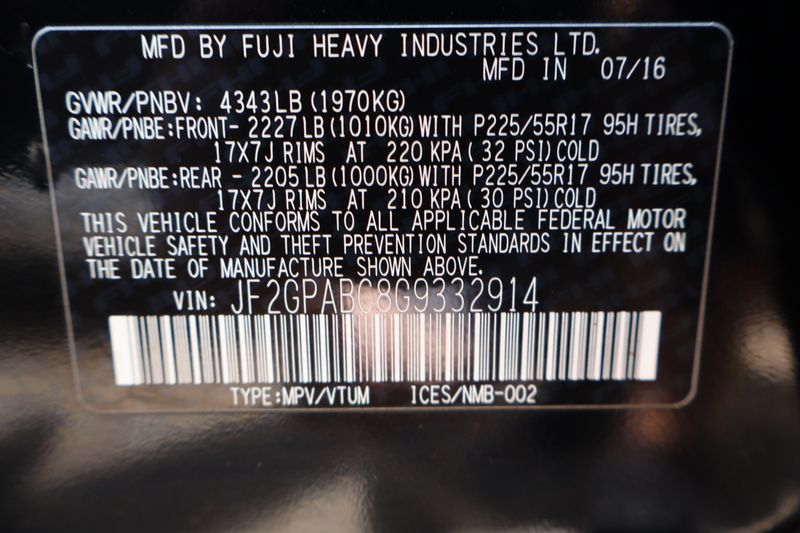 MFD BY FUJI HEAVY INDUSTRIES LTD.
MFD IN 07/16
GVWR/PNBV: 4343LB (1970KG)
GAWR/PNBE:FRONT- 2227 LB (1010KG) WITH P225/55R17 95H TIRES,
17X7J RIMS AT 220 KPA ( 32 PSI) COLD
GAWR/PNBE:REAR - 2205 LB (1000KG) WITH P225/55R17 95H TIRES,
17X7J RIMS AT 210 KPA ( 30 PSI) COLD
THIS VEHICLE CONFORMS TO ALL APPLICABLE FEDERAL MOTOR
VEHICLE SAFETY AND THEFT PREVENTION STANDARDS IN EFFECT ON
THE DATE OF MANUFACTURE SHOWN ABOVE.
VIN: JF2GPABC8G9332914
TYPE:MPV/VTUM ICES/NMB-002